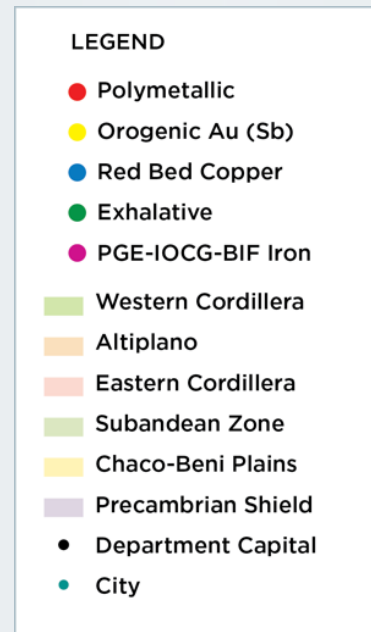 LEGEND
Polymetallic
Orogenic Au (Sb)
Red Bed Copper
Exhalative
PGE-IOCG-BIF Iron
Western Cordillera
Altiplano
Eastern Cordillera
Subandean Zone
Chaco-Beni Plains
Precambrian Shield
Department Capital
City